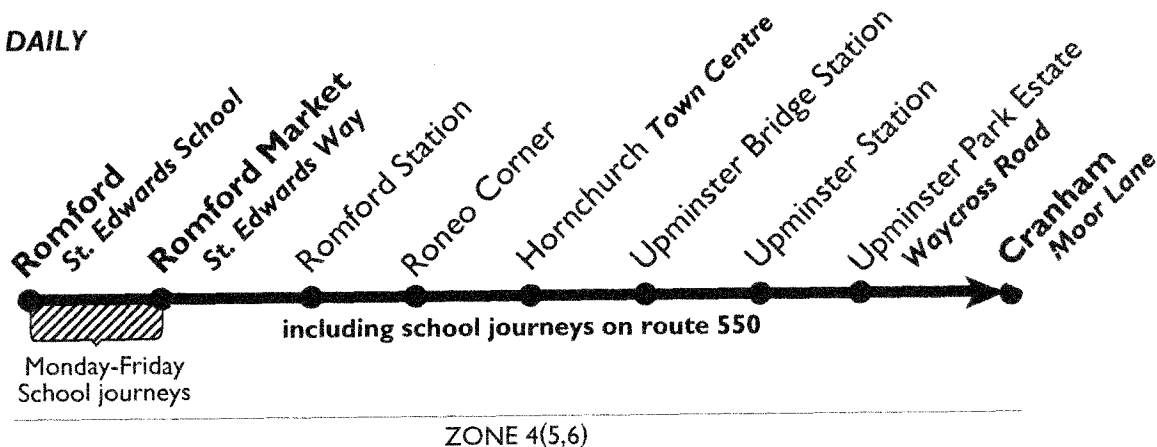 DAILY
Romford
St. Edwards School
Romford Market
St. Edwards Way
Romford Station
Roneo Corner
Hornchurch Town Centre
Upminster Bridge Station
Upminster Station
Upminster Park Estate
Waycross Road
Cranham
Moor Lane
including school journeys on route 550
Monday-Friday
School journeys
ZONE 4(5,6)